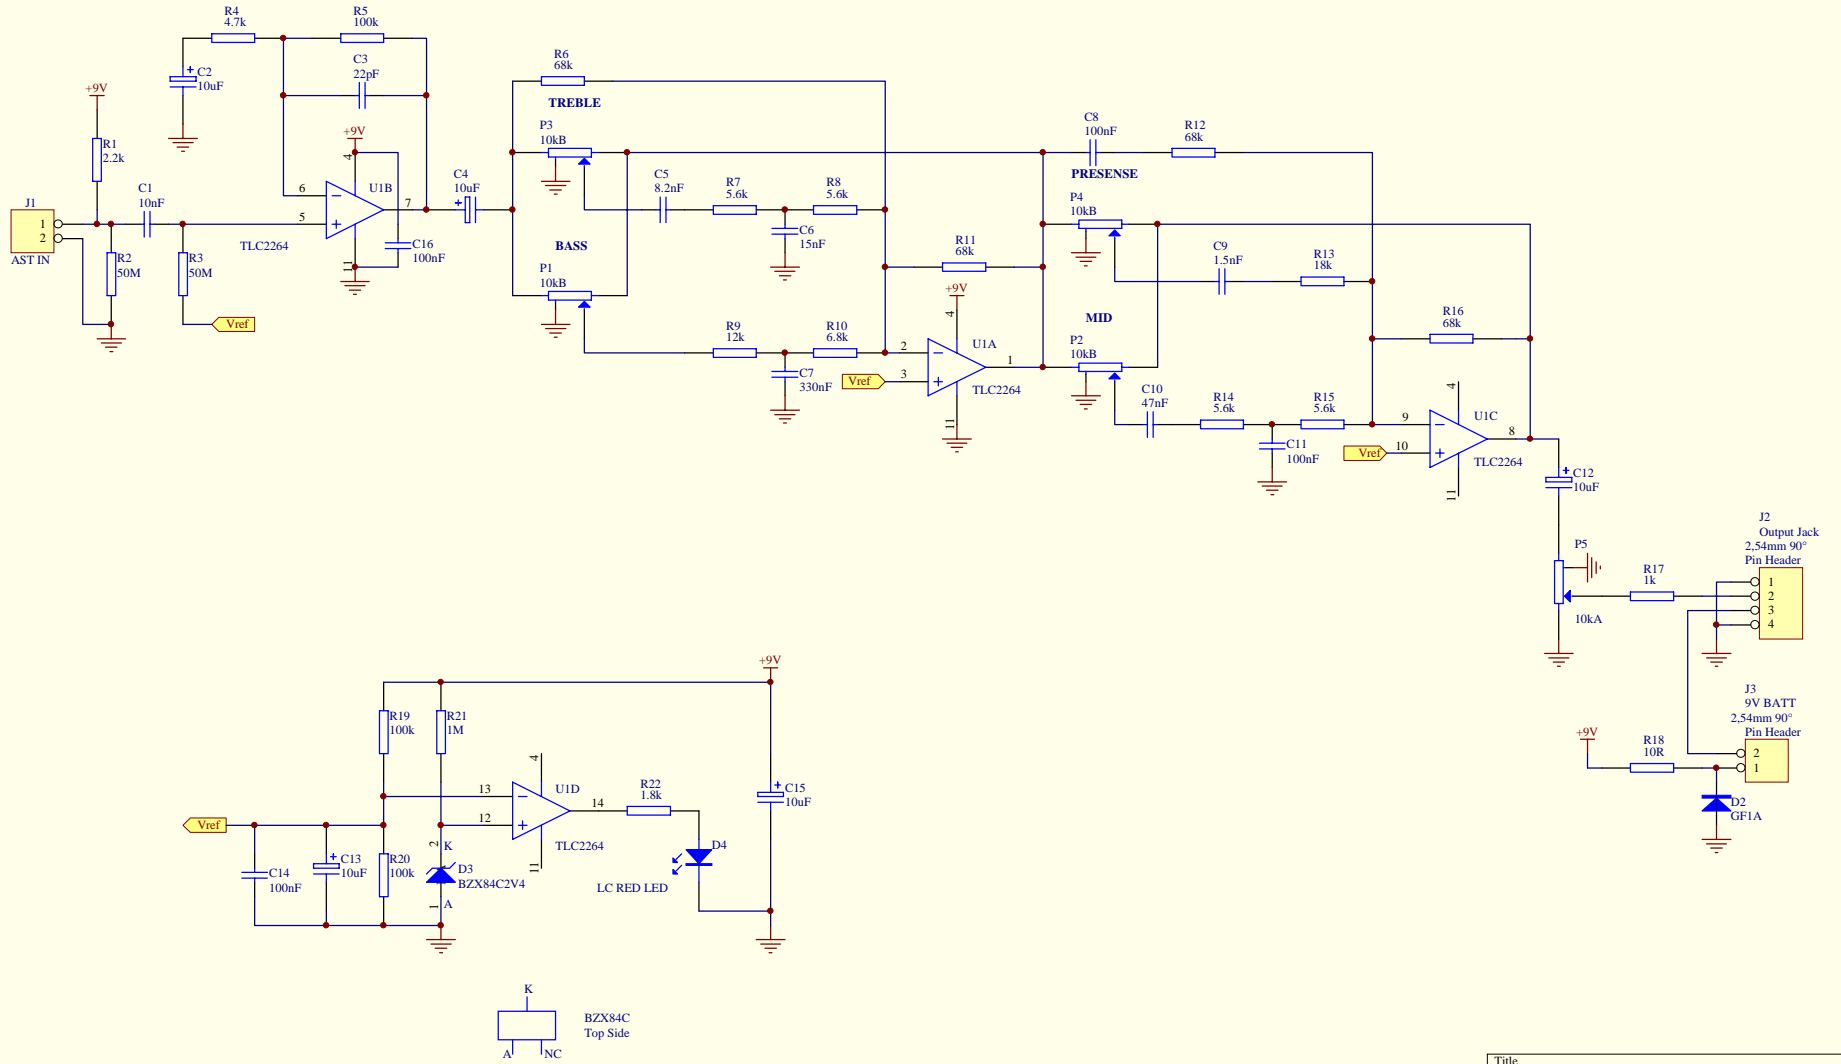 R4
4.7k
R5
100k
C2
10uF
C3
22pF
+9V
R1
2.2k
J1
1
2
AST IN
C1
10nF
R2
50M
R3
50M
Vref
+9V
4
6
5
7
11
U1B
TLC2264
C16
100nF
C4
10uF
R6
68k
TREBLE
P3
10kB
C5
8.2nF
R7
5.6k
R8
5.6k
C6
15nF
BASS
P1
10kB
R9
12k
R10
6.8k
C7
330nF
Vref
R11
68k
+9V
4
2
3
1
11
U1A
TLC2264
C8
100nF
R12
68k
PRESENSE
P4
10kB
C9
1.5nF
R13
18k
MID
P2
10kB
C10
47nF
R14
5.6k
R15
5.6k
C11
100nF
R16
68k
Vref
4
9
10
8
11
U1C
TLC2264
C12
10uF
P5
10kA
R17
1k
J2
Output Jack
2,54mm 90°
Pin Header
1
2
3
4
J3
9V BATT
2,54mm 90°
Pin Header
2
1
+9V
R18
10R
D2
GF1A
+9V
R19
100k
R21
1M
4
13
12
14
11
U1D
TLC2264
R22
1.8k
C15
10uF
Vref
C14
100nF
C13
10uF
R20
100k
2
K
D3
BZX84C2V4
1
A
D4
LC RED LED
K
BZX84C
Top Side
A
NC
Title